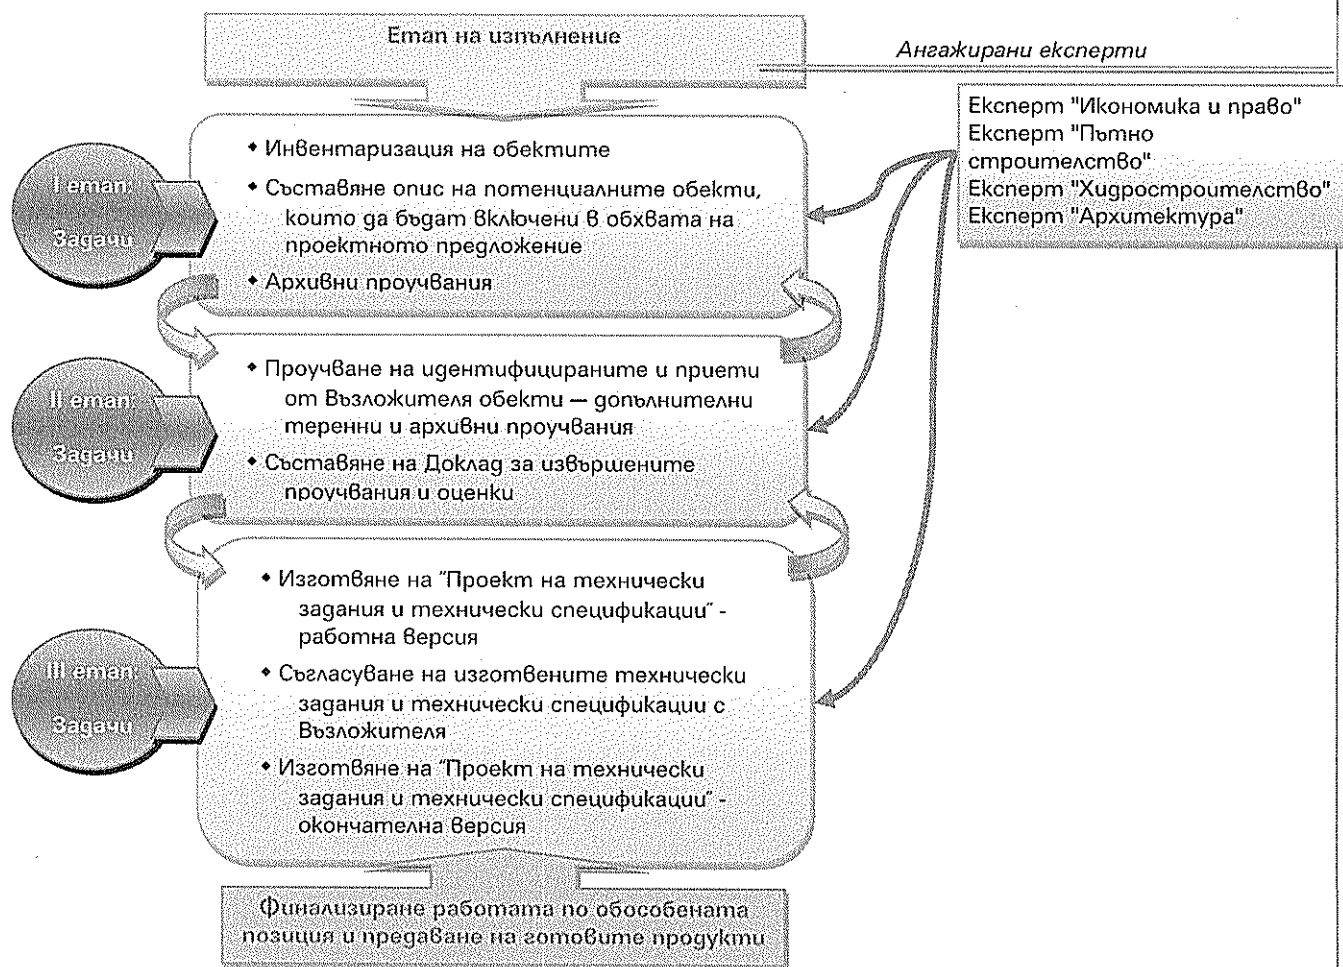 Етап на изпълнение
Ангажирани експерти
Експерт "Икономика и право"
Експерт "Пътно
строителство"
Експерт "Хидростроителство"
Експерт "Архитектура"
I етап:
Задачи
◆ Инвентаризация на обектите
◆ Съставяне опис на потенциалните обекти,
които да бъдат включени в обхвата на
проектното предложение
◆ Архивни проучвания
II етап:
Задачи
◆ Проучване на идентифицираните и приети
от Възложителя обекти — допълнителни
теренни и архивни проучвания
◆ Съставяне на Доклад за извършените
проучвания и оценки
III етап:
Задачи
◆ Изготвяне на "Проект на технически
задания и технически спецификации" -
работна версия
◆ Съгласуване на изготвените технически
задания и технически спецификации с
Възложителя
◆ Изготвяне на "Проект на технически
задания и технически спецификации" -
окончателна версия
Финализиране работата по обособената
позиция и предаване на готовите продукти